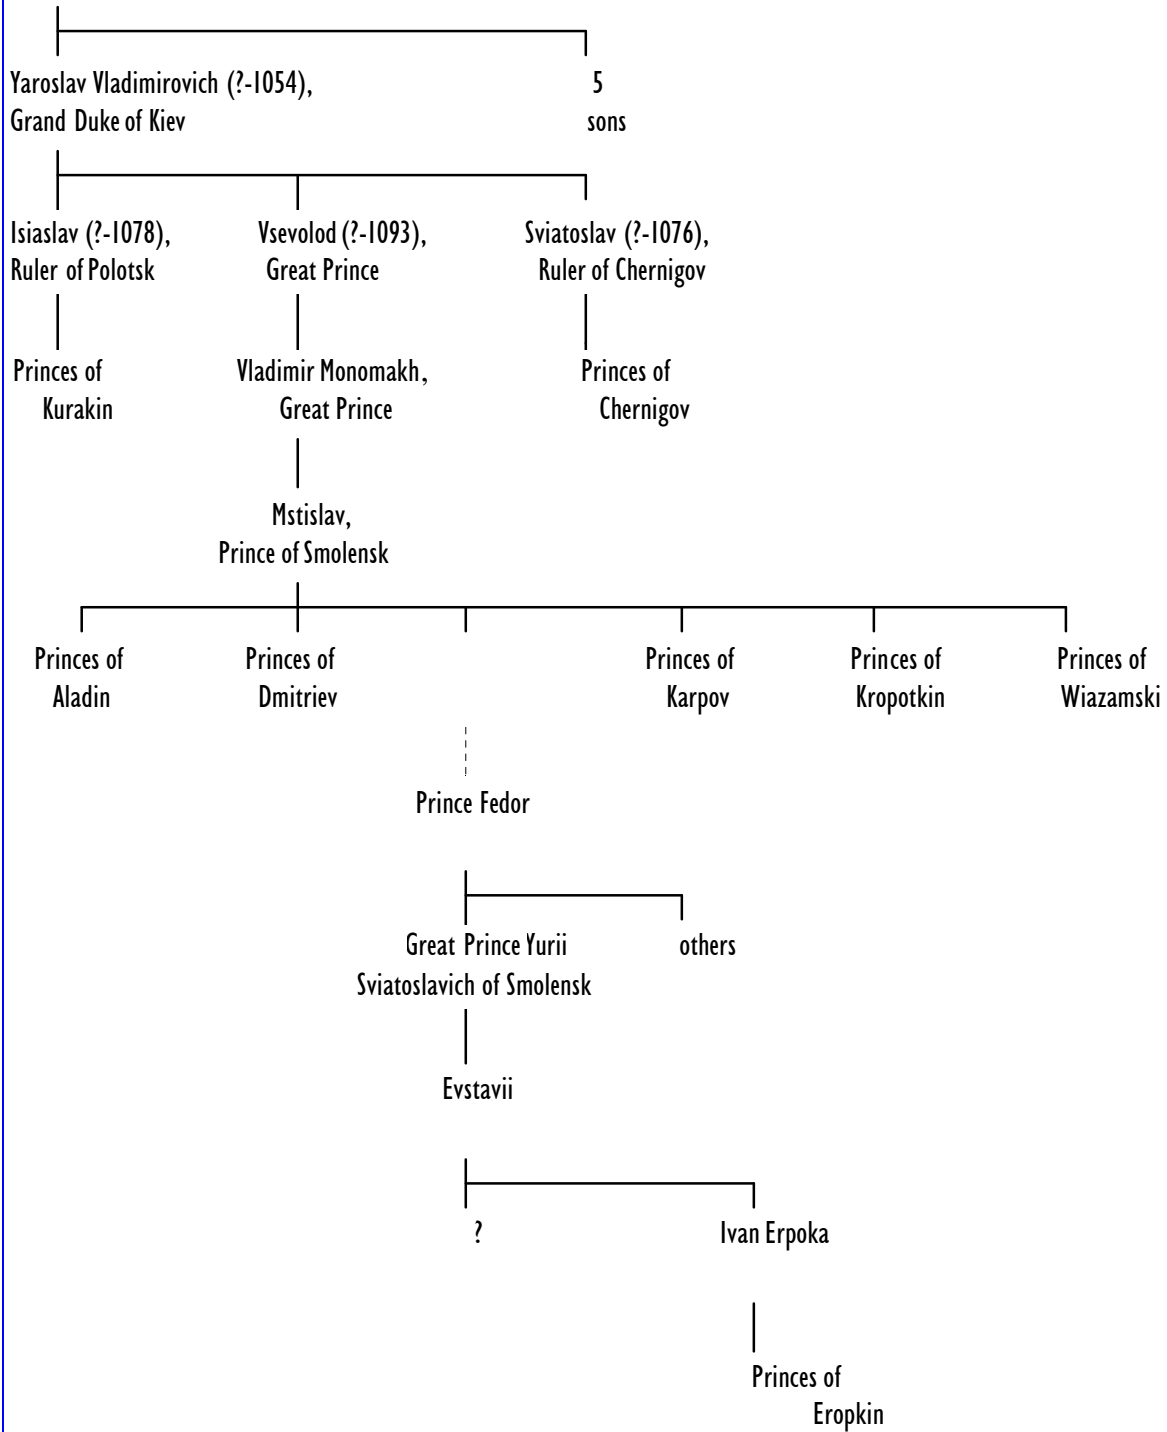 Yaroslav Vladimirovich (?-1054),
Grand Duke of Kiev
5
sons
Isiaslav (?-1078),
Ruler of Polotsk
Vsevolod (?-1093),
Great Prince
Sviatoslav (?-1076),
Ruler of Chernigov
Princes of
Kurakin
Vladimir Monomakh,
Great Prince
Princes of
Chernigov
Mstislav,
Prince of Smolensk
Princes of
Aladin
Princes of
Dmitriev
Princes of
Karpov
Princes of
Kropotkin
Princes of
Wiazamski
Prince Fedor
Great Prince Yurii
Sviatoslavich of Smolensk
others
Evstavii
?
Ivan Erpoka
Princes of
Eropkin